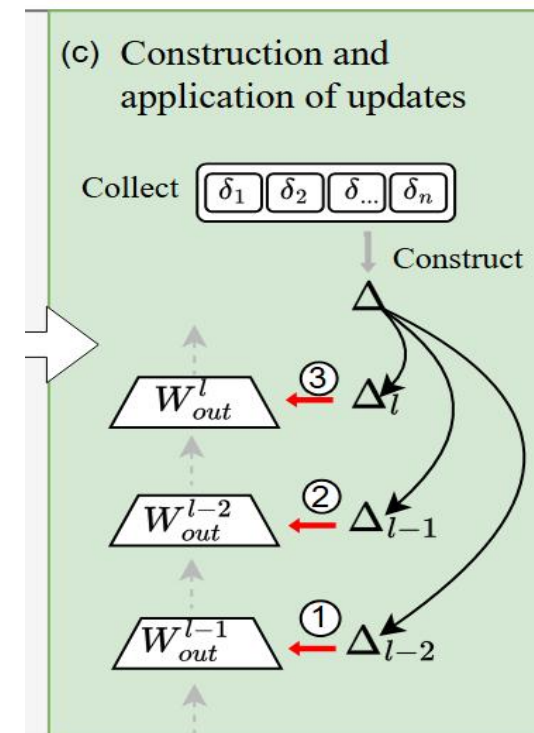 (c) Construction and
application of updates
Collect δ₁ δ₂ δ... δₙ
Construct
Δ
W^l_out ③ Δ_l
W^{l-2}_out ② Δ_{l-1}
W^{l-1}_out ① Δ_{l-2}